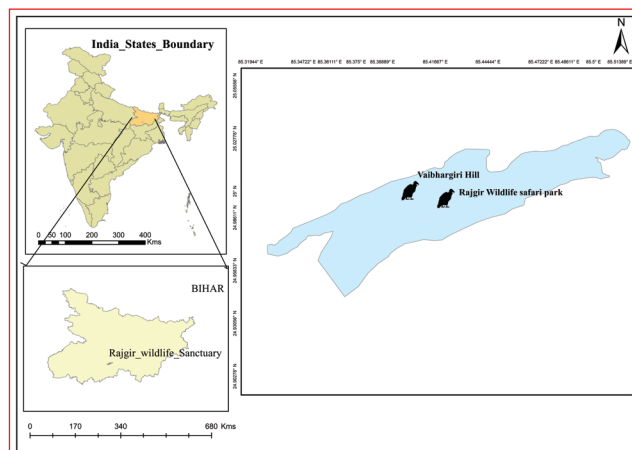 India_States_Boundary
0 50 100 200 300 400
Kms
BIHAR
Rajgir_wildlife_Sanctuary
0 170 340 680 Kms
N
85.31944° E 85.34722° E 85.36111° E 85.375° E 85.38889° E 85.41667° E 85.44444° E 85.47222° E 85.48611° E 85.5° E 85.51389° E
Vaibhargiri Hill
Rajgir Wildlife safari park
25.02778° N
25° N
24.98611° N
24.95833° N
24.90278° N